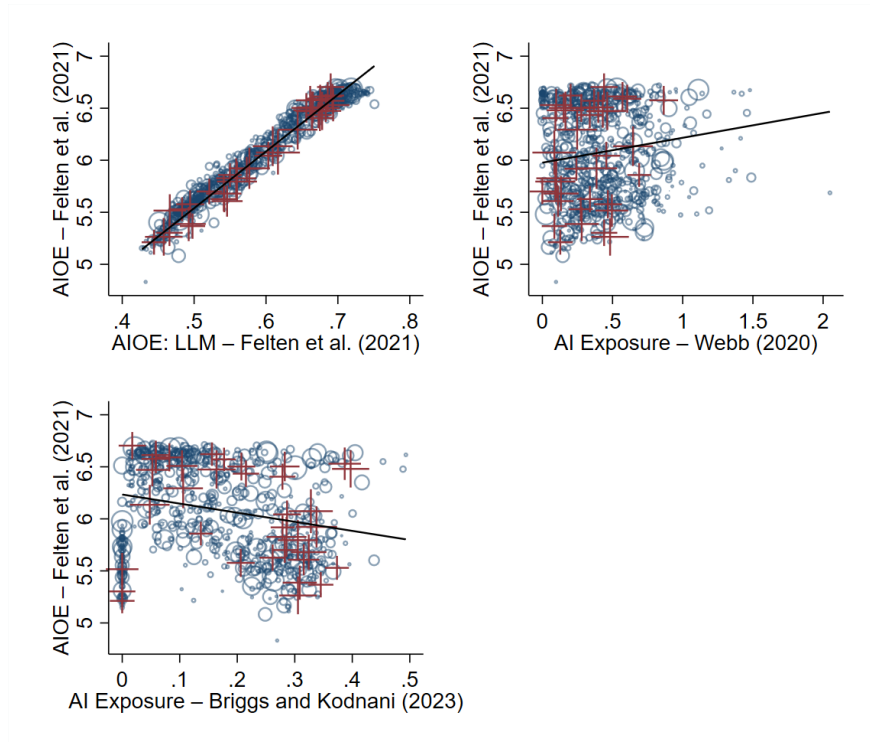 AIOE – Felten et al. (2021)
7
6.5
6
5.5
5
.4 .5 .6 .7 .8
AIOE: LLM – Felten et al. (2021)
AIOE – Felten et al. (2021)
7
6.5
6
5.5
5
0 .5 1 1.5 2
AI Exposure – Webb (2020)
AIOE – Felten et al. (2021)
7
6.5
6
5.5
5
0 .1 .2 .3 .4 .5
AI Exposure – Briggs and Kodnani (2023)